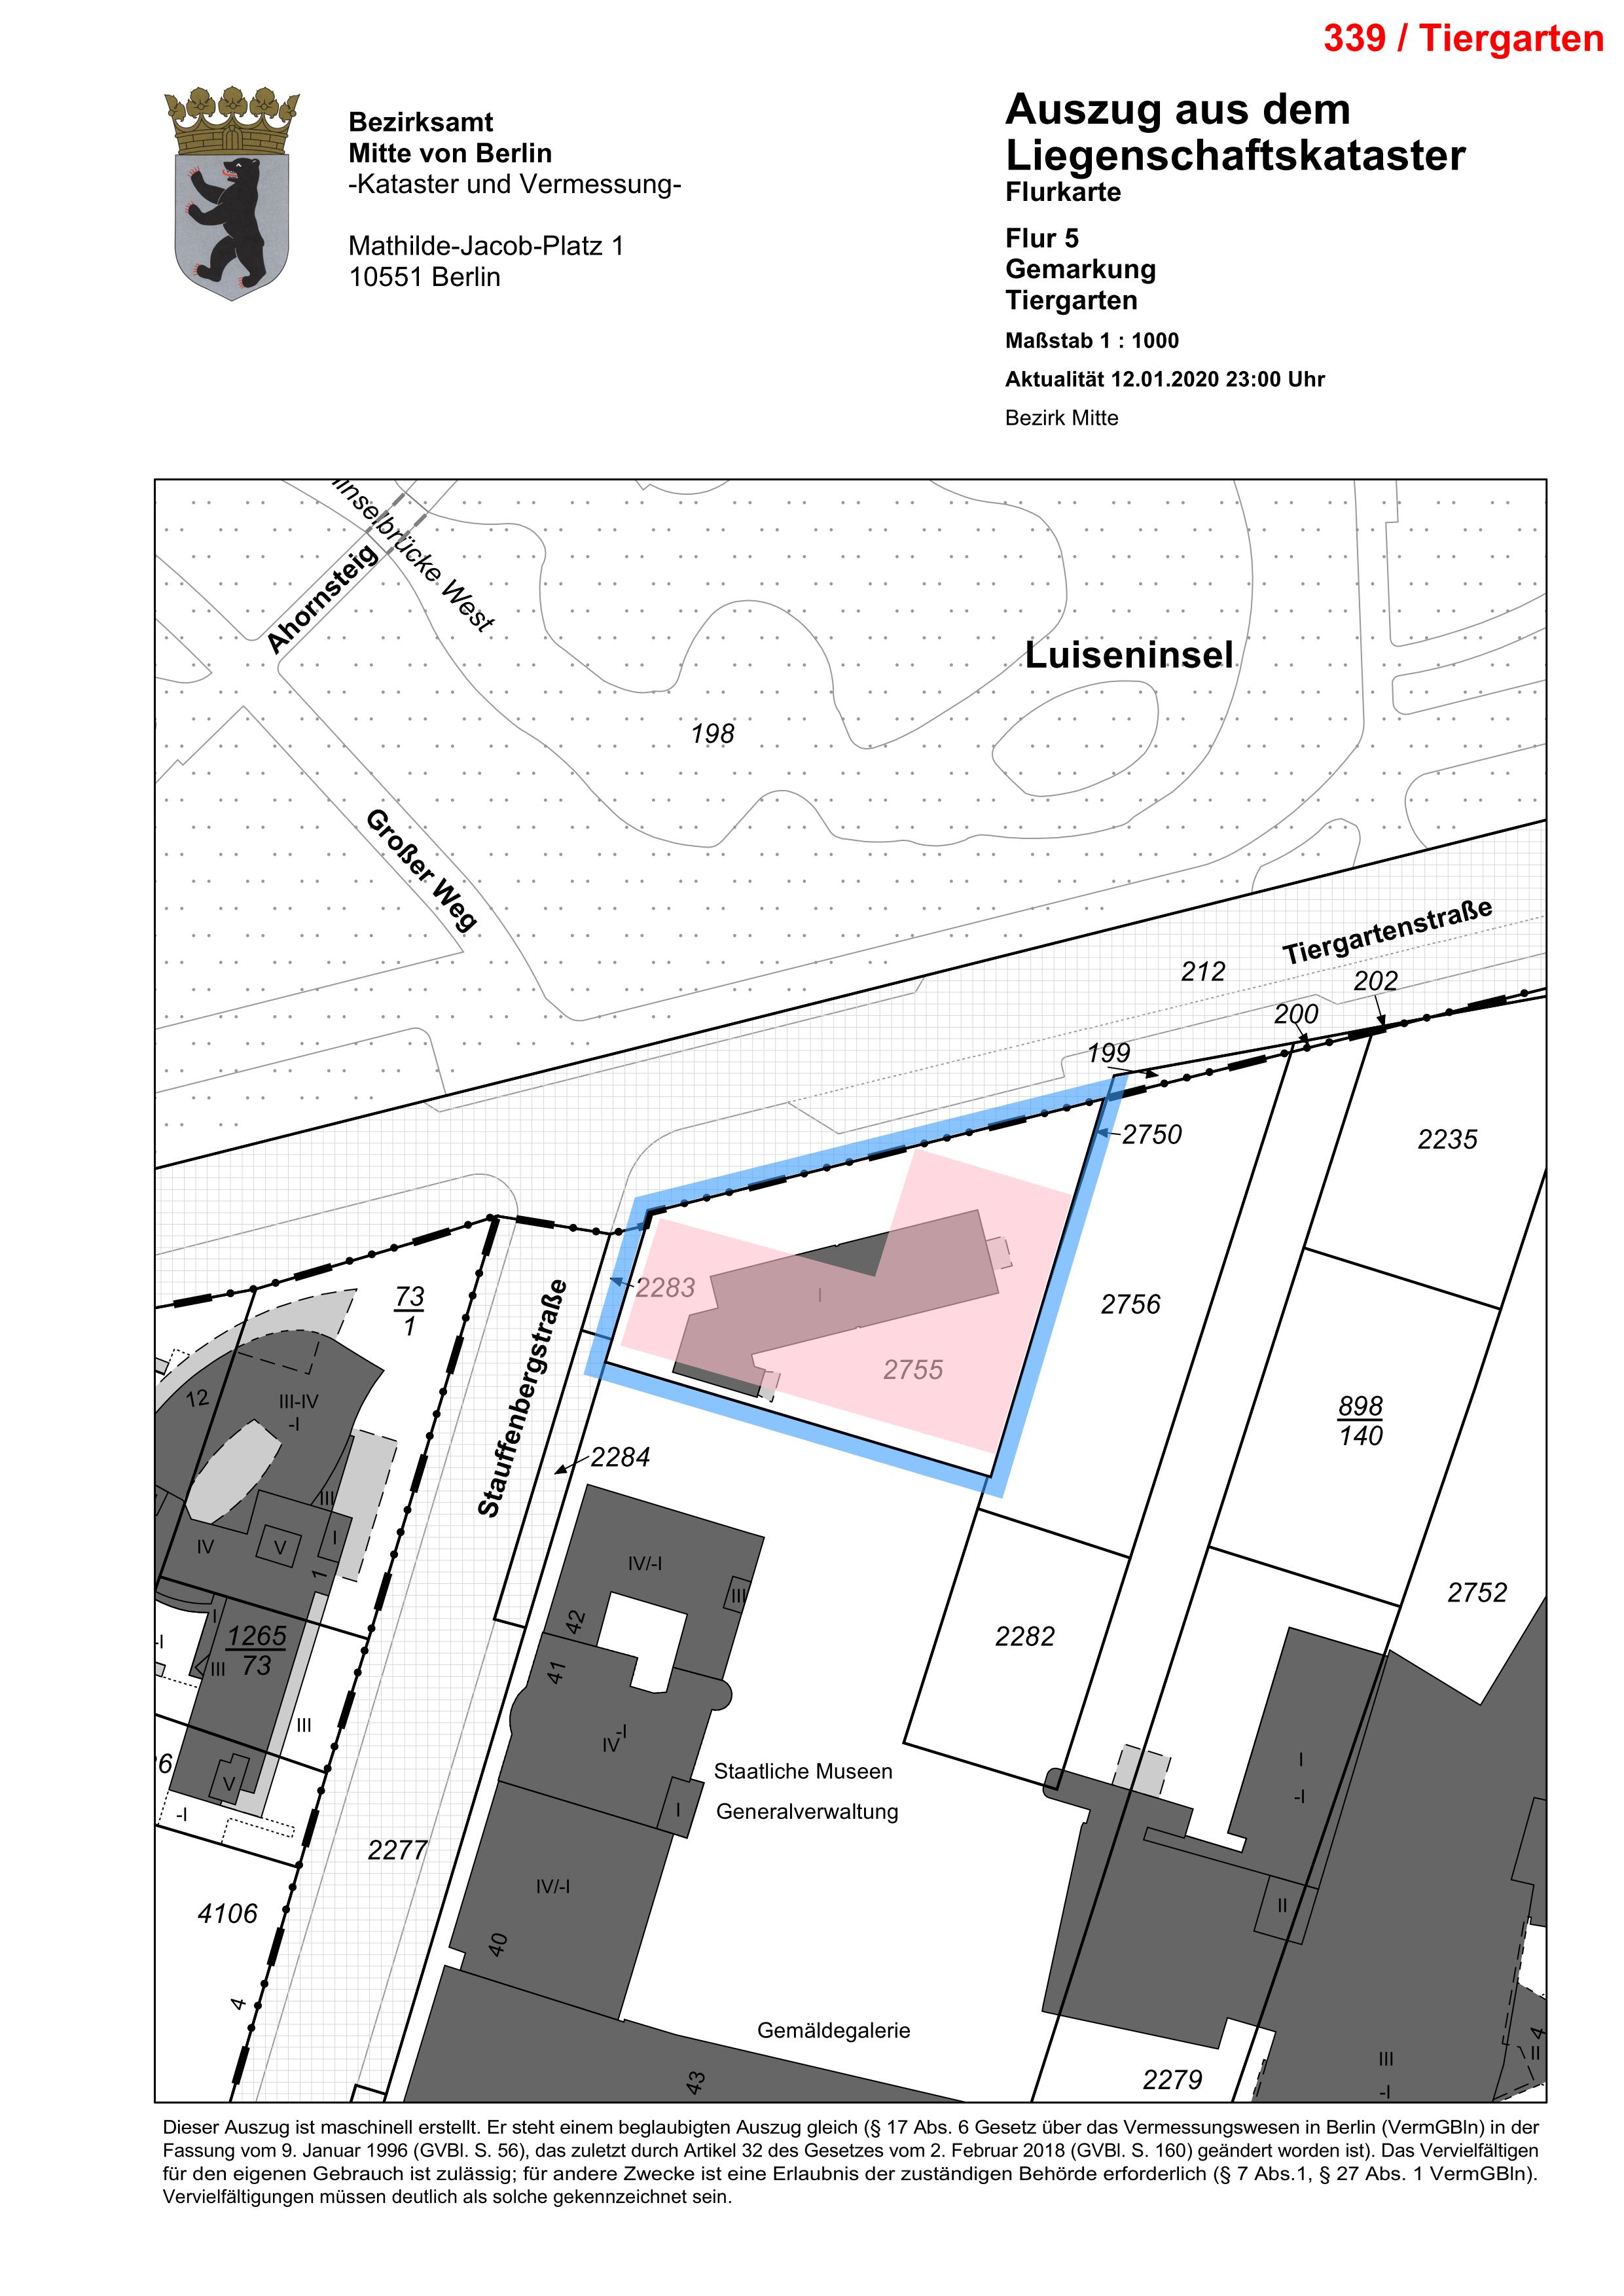 339 / Tiergarten
Bezirksamt
Mitte von Berlin
-Kataster und Vermessung-
Mathilde-Jacob-Platz 1
10551 Berlin
Auszug aus dem
Liegenschaftskataster
Flurkarte
Flur 5
Gemarkung
Tiergarten
Maßstab 1 : 1000
Aktualität 12.01.2020 23:00 Uhr
Bezirk Mitte
Ahornsteig
Luiseninsel
198
Großer Weg
Tiergartenstraße
212
202
200
199
2750
2235
2283
73
1
I
2756
2755
12
III-IV
-I
Stauffenbergstraße
898
140
2284
III
I
IV
V
1
IV/-I
III
42
2752
2282
1265
73
I
-I
III
41
-I
IV
III
Staatliche Museen
I
-I
6
V
-I
I
Generalverwaltung
2277
IV/-I
II
4106
40
4
Gemäldegalerie
4
II
III
-I
43
2279
Dieser Auszug ist maschinell erstellt. Er steht einem beglaubigten Auszug gleich (§ 17 Abs. 6 Gesetz über das Vermessungswesen in Berlin (VermGBln) in der
Fassung vom 9. Januar 1996 (GVBl. S. 56), das zuletzt durch Artikel 32 des Gesetzes vom 2. Februar 2018 (GVBl. S. 160) geändert worden ist). Das Vervielfältigen
für den eigenen Gebrauch ist zulässig; für andere Zwecke ist eine Erlaubnis der zuständigen Behörde erforderlich (§ 7 Abs.1, § 27 Abs. 1 VermGBln).
Vervielfältigungen müssen deutlich als solche gekennzeichnet sein.